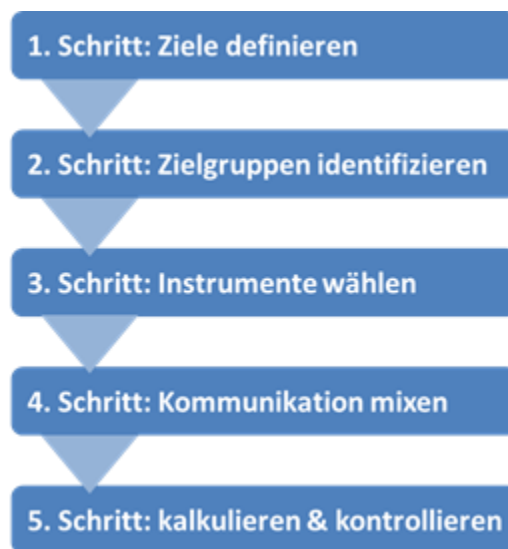 1. Schritt: Ziele definieren
2. Schritt: Zielgruppen identifizieren
3. Schritt: Instrumente wählen
4. Schritt: Kommunikation mixen
5. Schritt: kalkulieren & kontrollieren